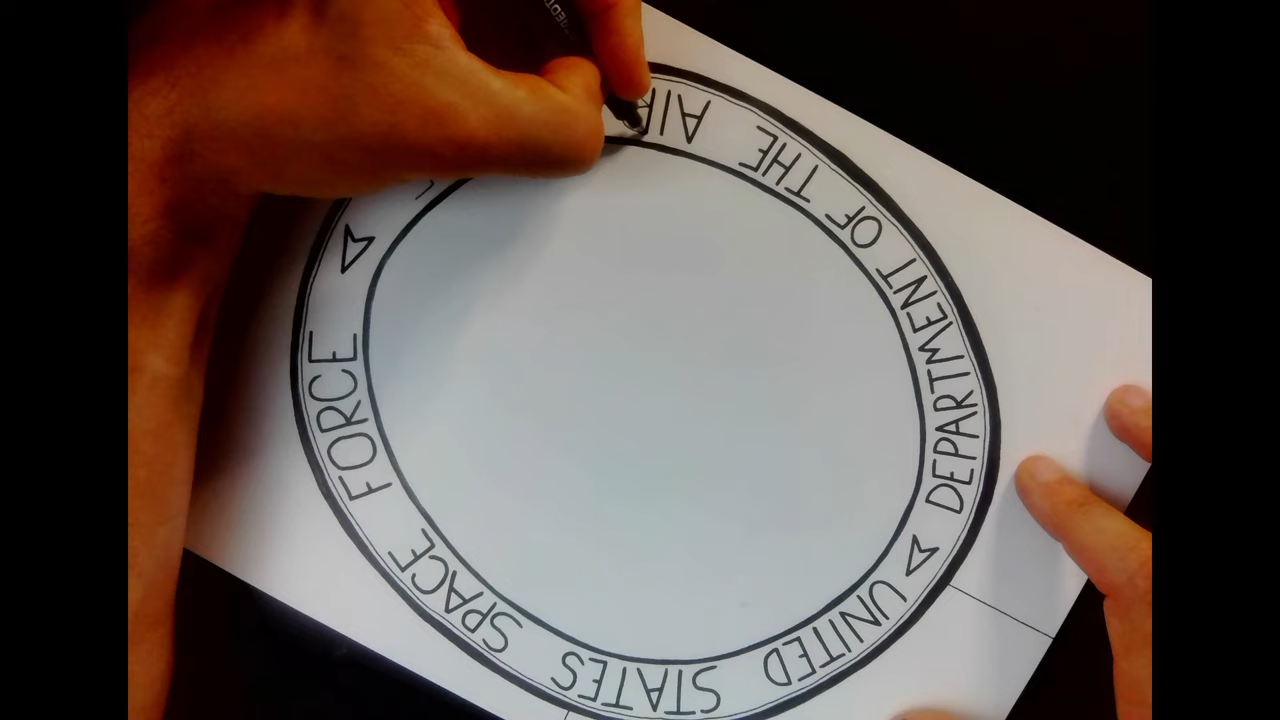 DEPARTMENT OF THE AIR
UNITED STATES SPACE FORCE